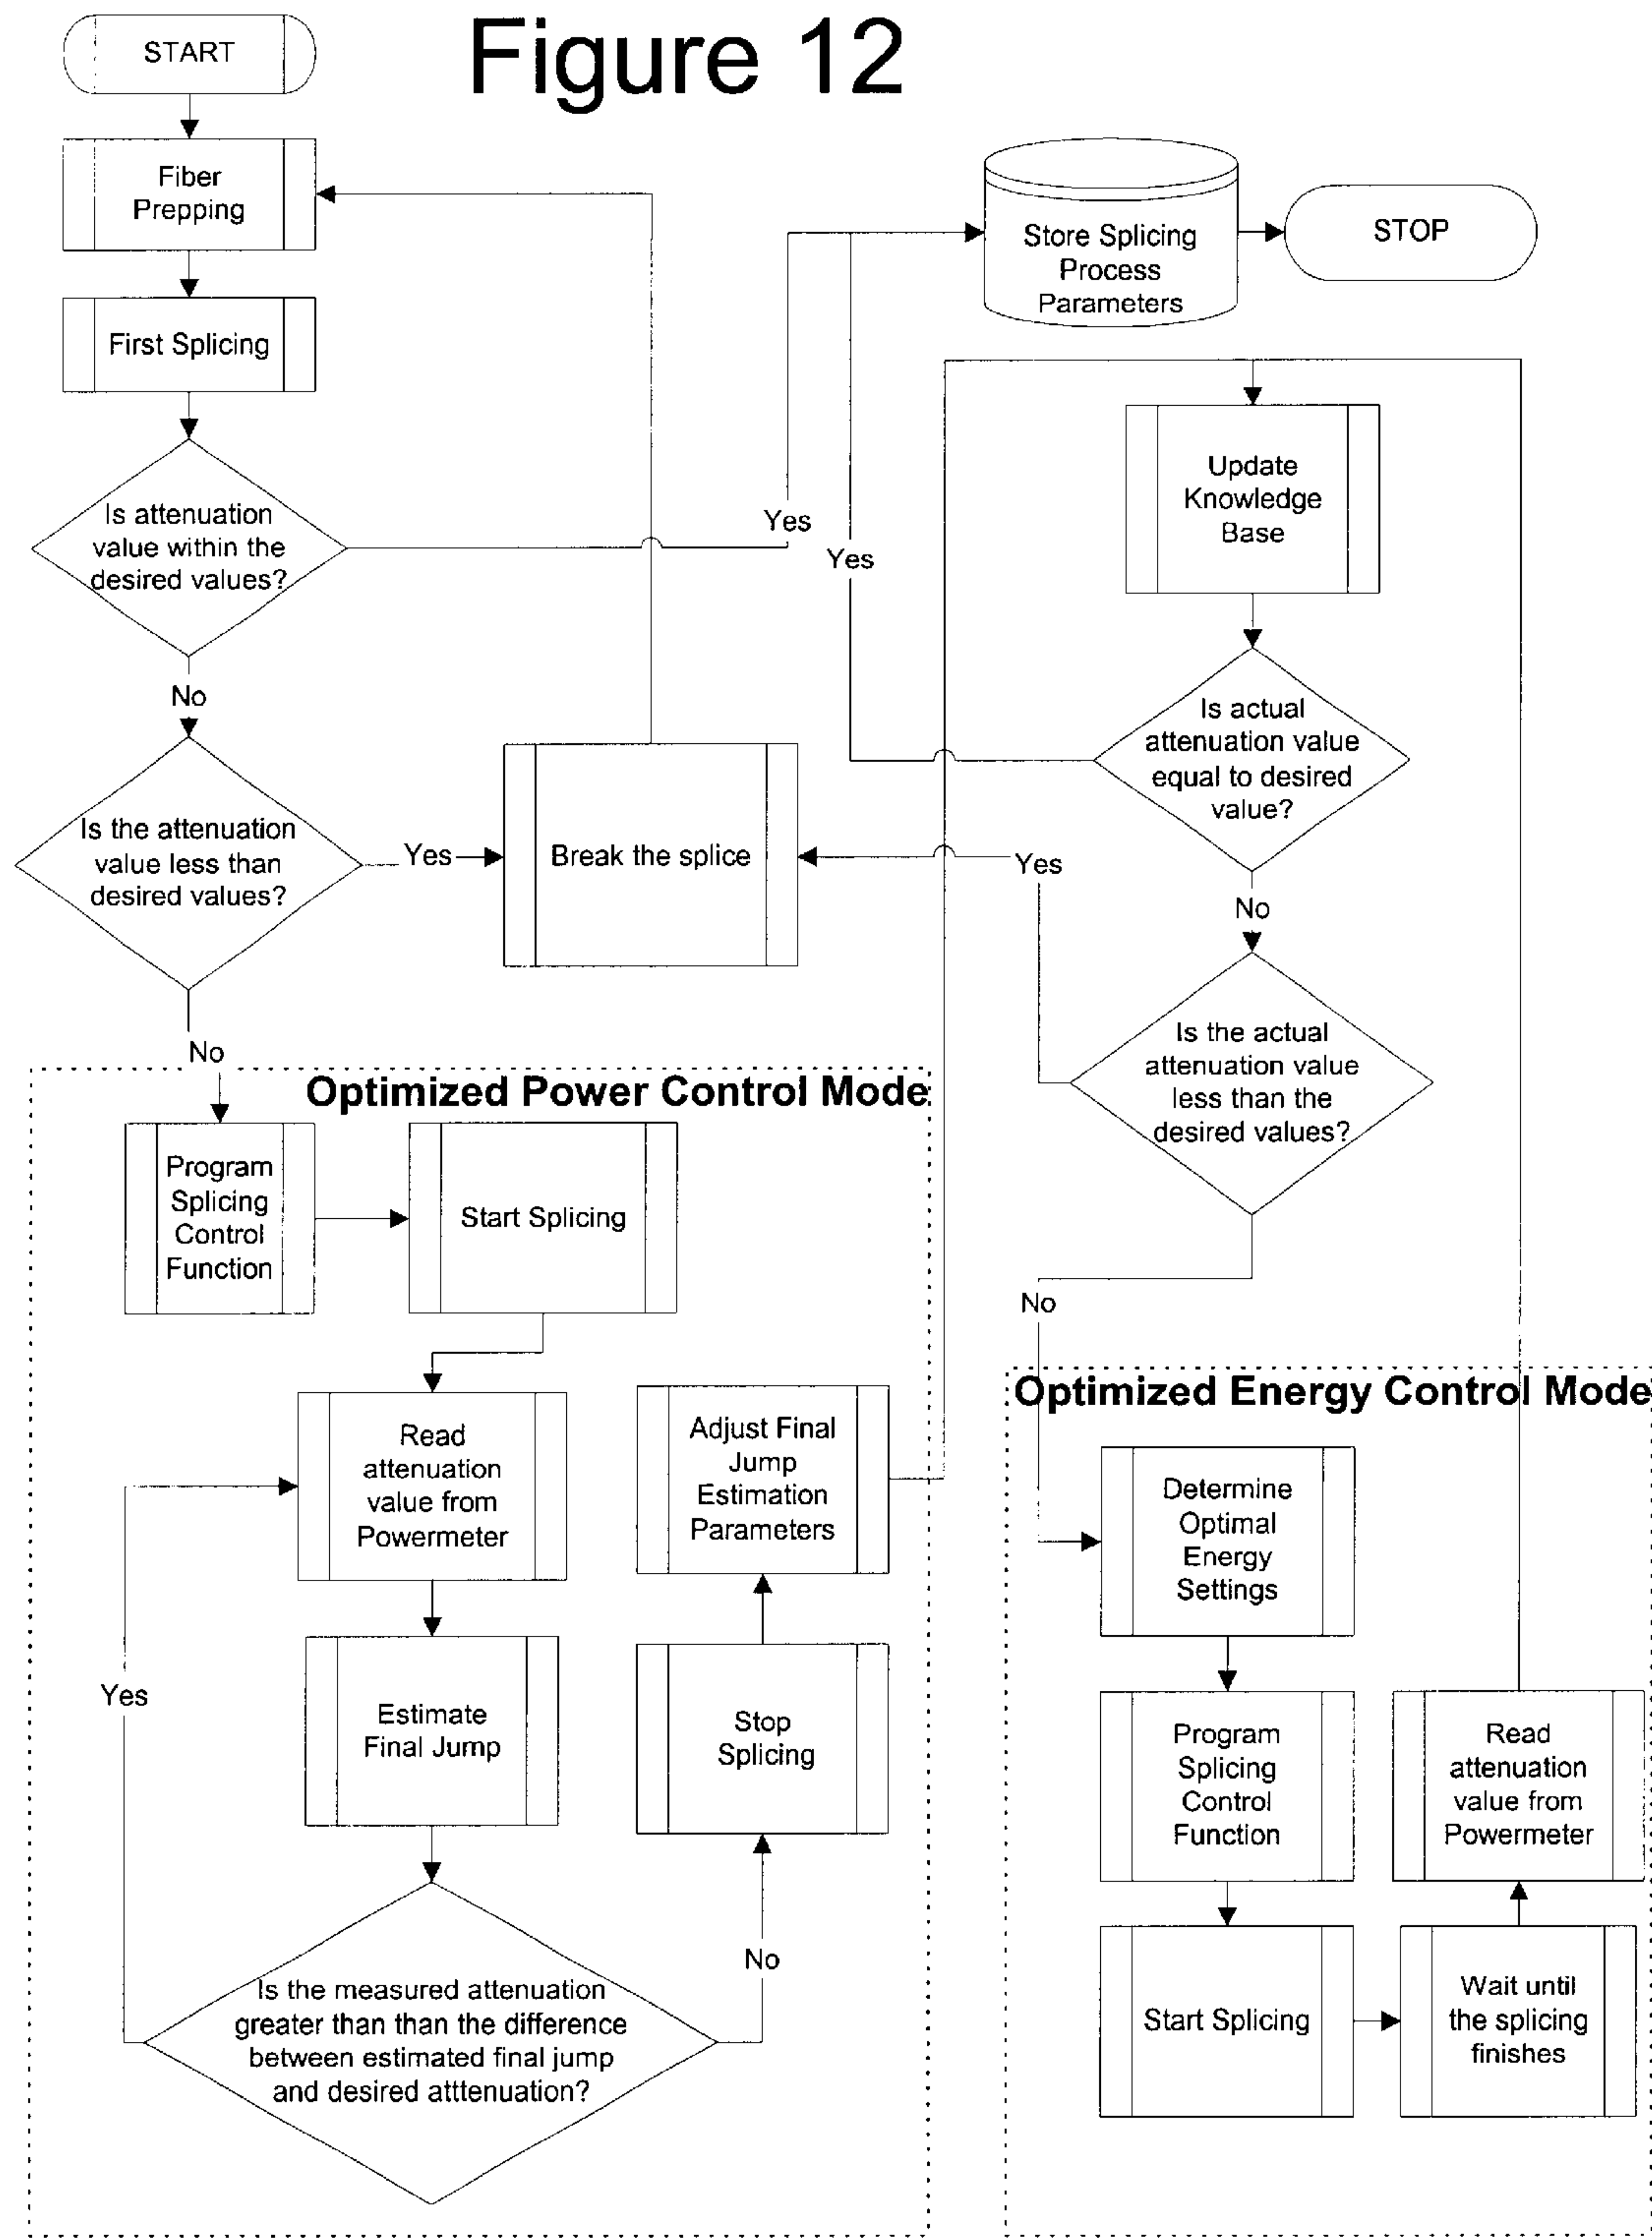 Figure 12
START
Fiber
Prepping
First Splicing
Is attenuation
value within the
desired values?
Yes
No
Is the attenuation
value less than
desired values?
Yes
No
Break the splice
Store Splicing
Process
Parameters
STOP
Update
Knowledge
Base
Yes
Is actual
attenuation value
equal to desired
value?
No
Yes
Is the actual
attenuation value
less than the
desired values?
No
Optimized Power Control Mode
Program
Splicing
Control
Function
Start Splicing
Read
attenuation
value from
Powermeter
Estimate
Final Jump
Yes
Is the measured attenuation
greater than than the difference
between estimated final jump
and desired atttenuation?
No
Stop
Splicing
Adjust Final
Jump
Estimation
Parameters
Optimized Energy Control Mode
Determine
Optimal
Energy
Settings
Program
Splicing
Control
Function
Start Splicing
Wait until
the splicing
finishes
Read
attenuation
value from
Powermeter